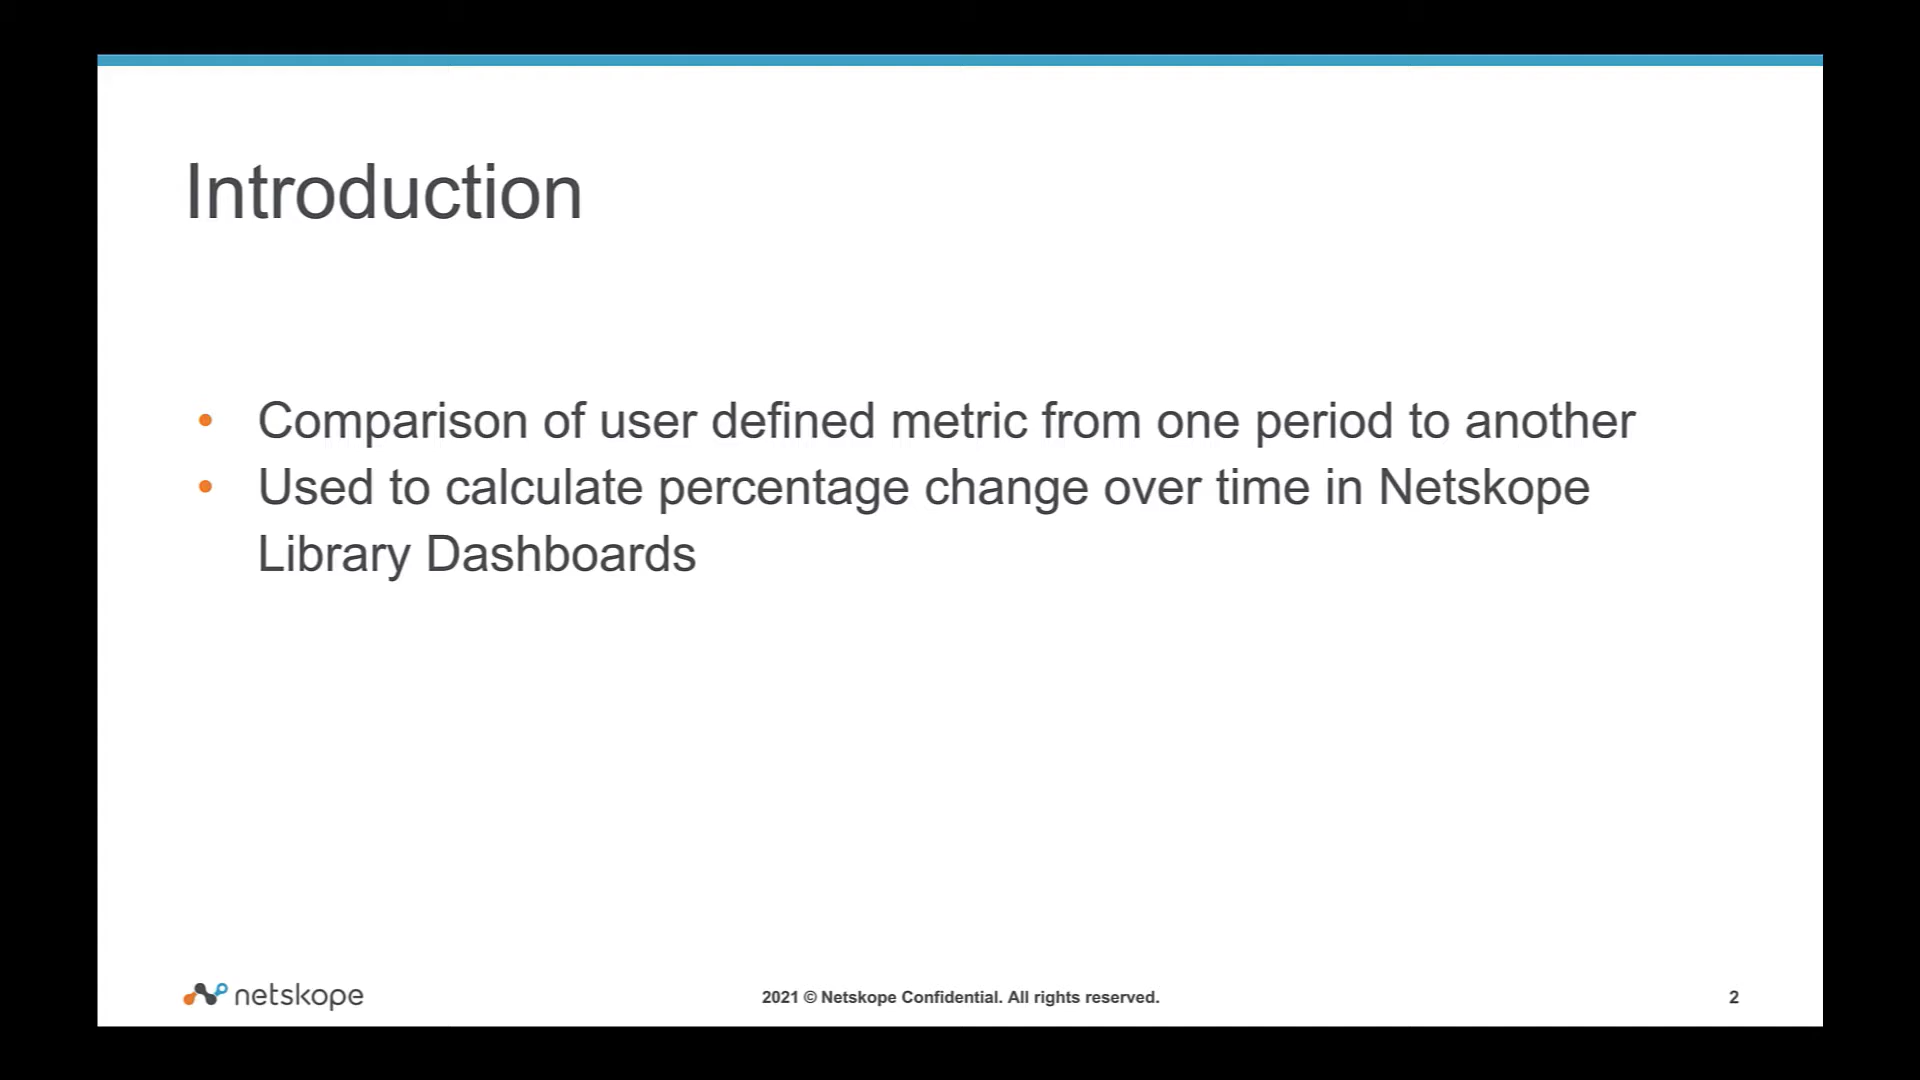 Introduction
• Comparison of user defined metric from one period to another
• Used to calculate percentage change over time in Netskope
Library Dashboards
netskope
2021 © Netskope Confidential. All rights reserved.
2